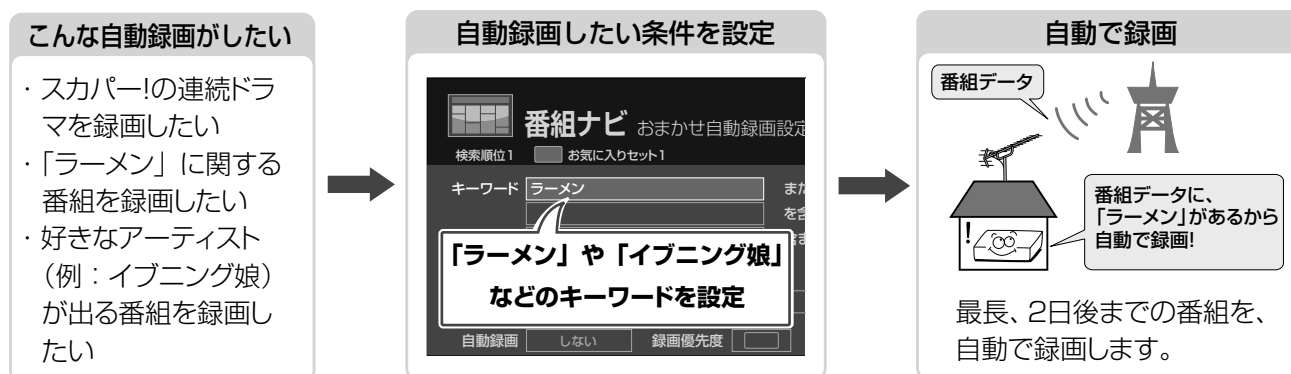 こんな自動録画がしたい
・スカパー!の連続ドラ
マを録画したい
・「ラーメン」に関する
番組を録画したい
・好きなアーティスト
（例：イブニング娘）
が出る番組を録画し
たい
自動録画したい条件を設定
番組ナビ おまかせ自動録画設定
検索順位1 お気に入りセット1
キーワード ラーメン また
を含
「ラーメン」や「イブニング娘」
などのキーワードを設定
自動録画 しない 録画優先度
自動で録画
番組データ
番組データに、
「ラーメン」があるから
自動で録画!
!
最長、2日後までの番組を、
自動で録画します。